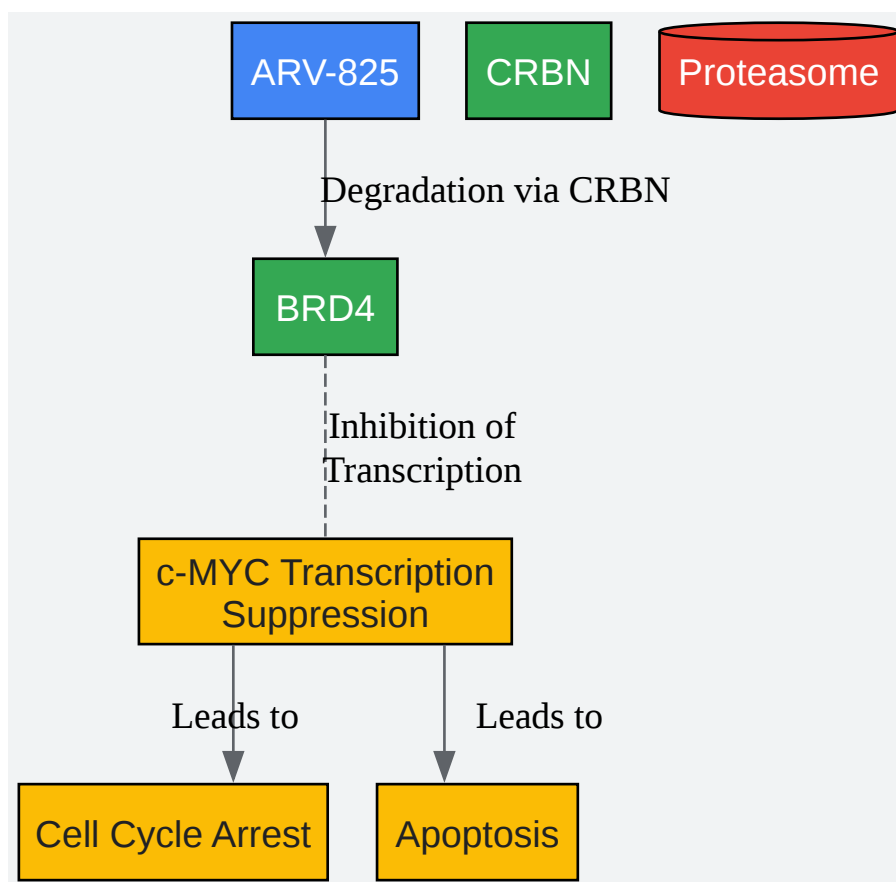 ARV-825
CRBN
Proteasome
Degradation via CRBN
BRD4
Inhibition of
Transcription
c-MYC Transcription
Suppression
Leads to
Leads to
Cell Cycle Arrest
Apoptosis